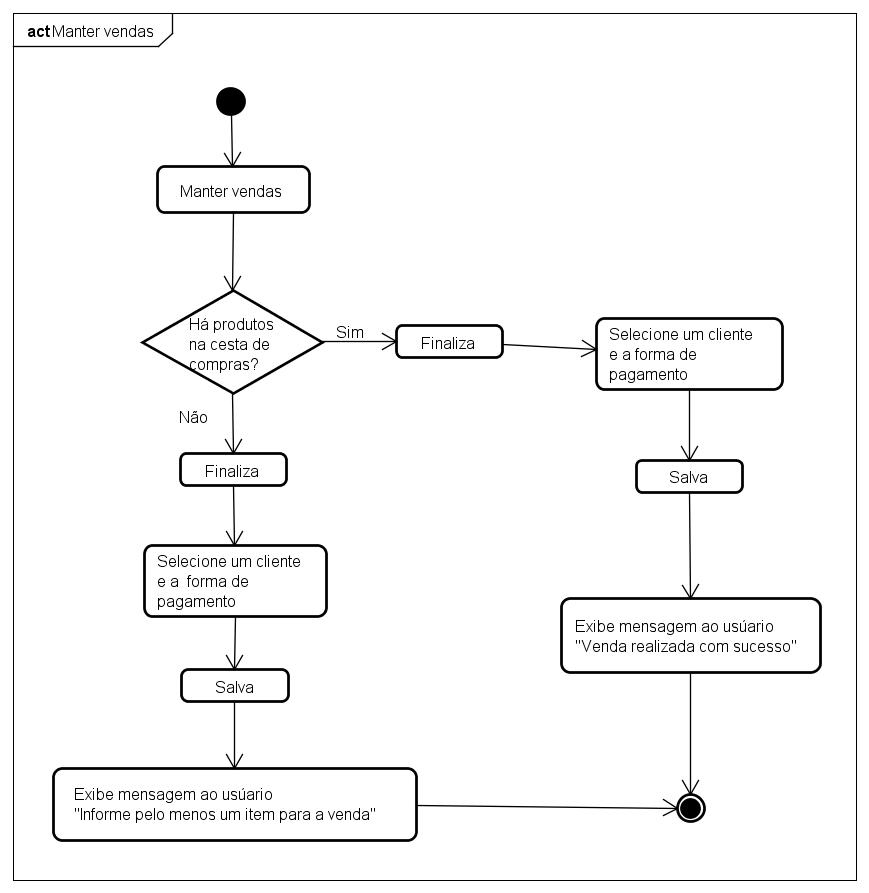 act Manter vendas
Manter vendas
Há produtos
na cesta de
compras?
Sim
Finaliza
Selecione um cliente
e a forma de
pagamento
Salva
Exibe mensagem ao usúario
"Venda realizada com sucesso"
Não
Finaliza
Selecione um cliente
e a forma de
pagamento
Salva
Exibe mensagem ao usúario
"Informe pelo menos um item para a venda"